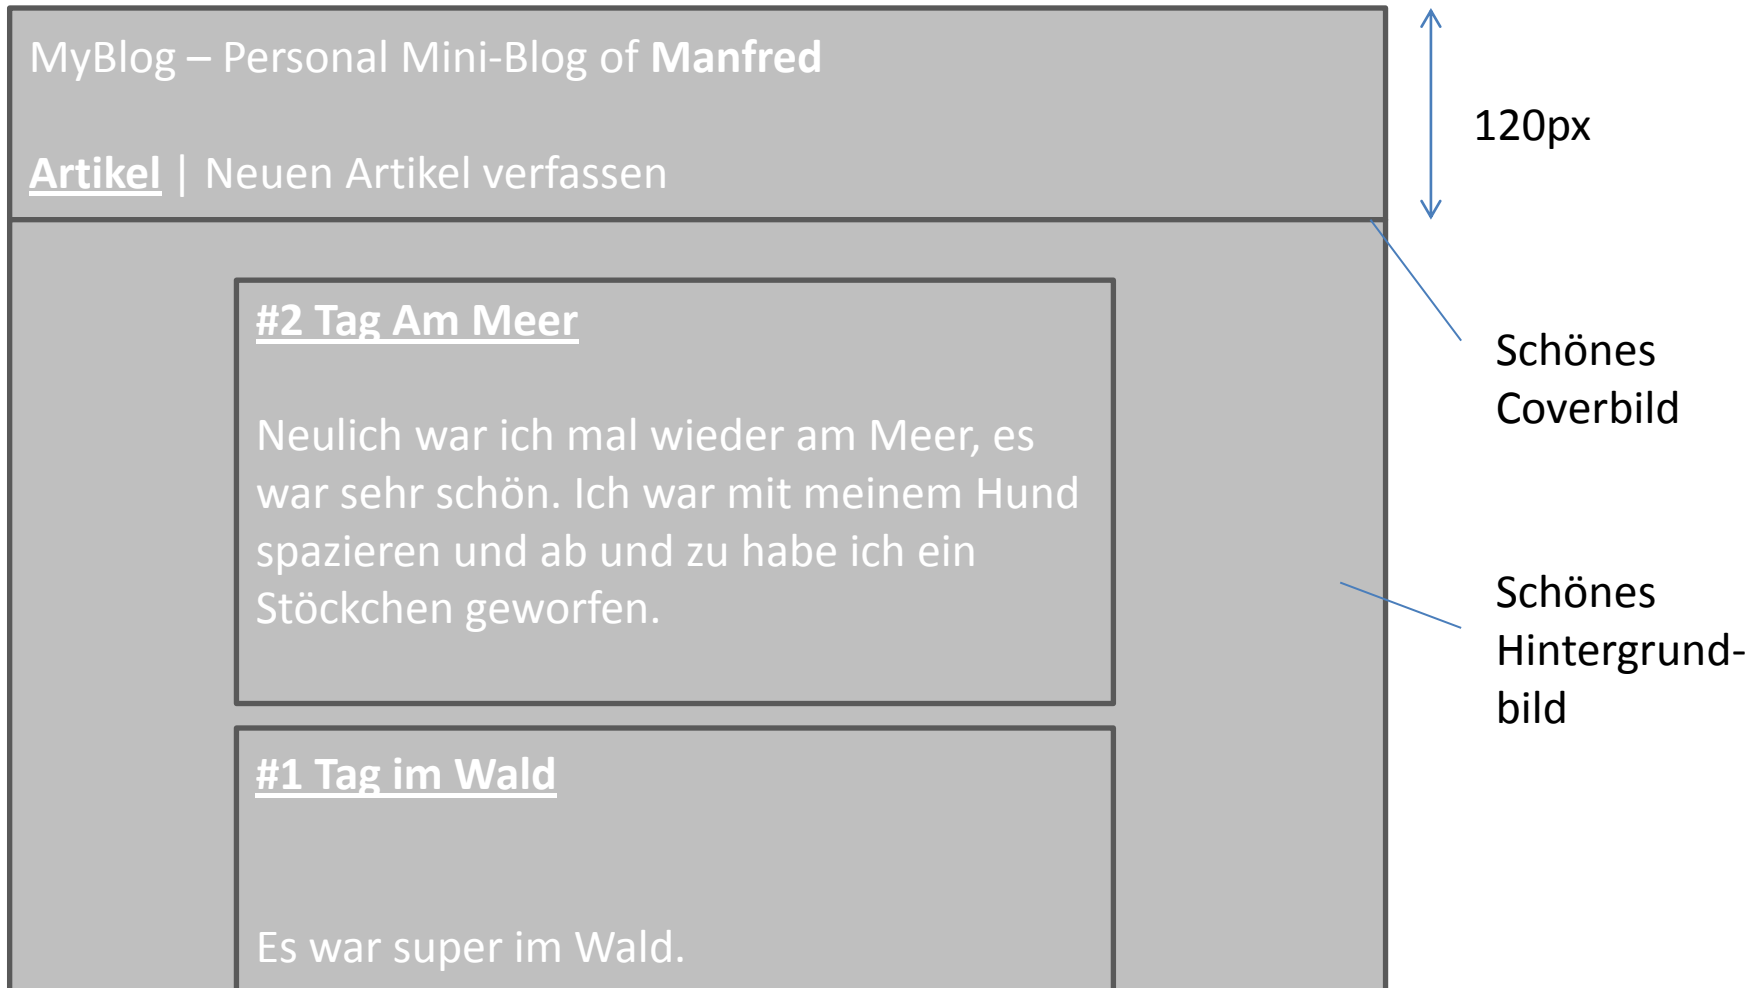 MyBlog – Personal Mini-Blog of Manfred
Artikel | Neuen Artikel verfassen
120px
#2 Tag Am Meer
Neulich war ich mal wieder am Meer, es
war sehr schön. Ich war mit meinem Hund
spazieren und ab und zu habe ich ein
Stöckchen geworfen.
#1 Tag im Wald
Es war super im Wald.
Schönes
Coverbild
Schönes
Hintergrund-
bild